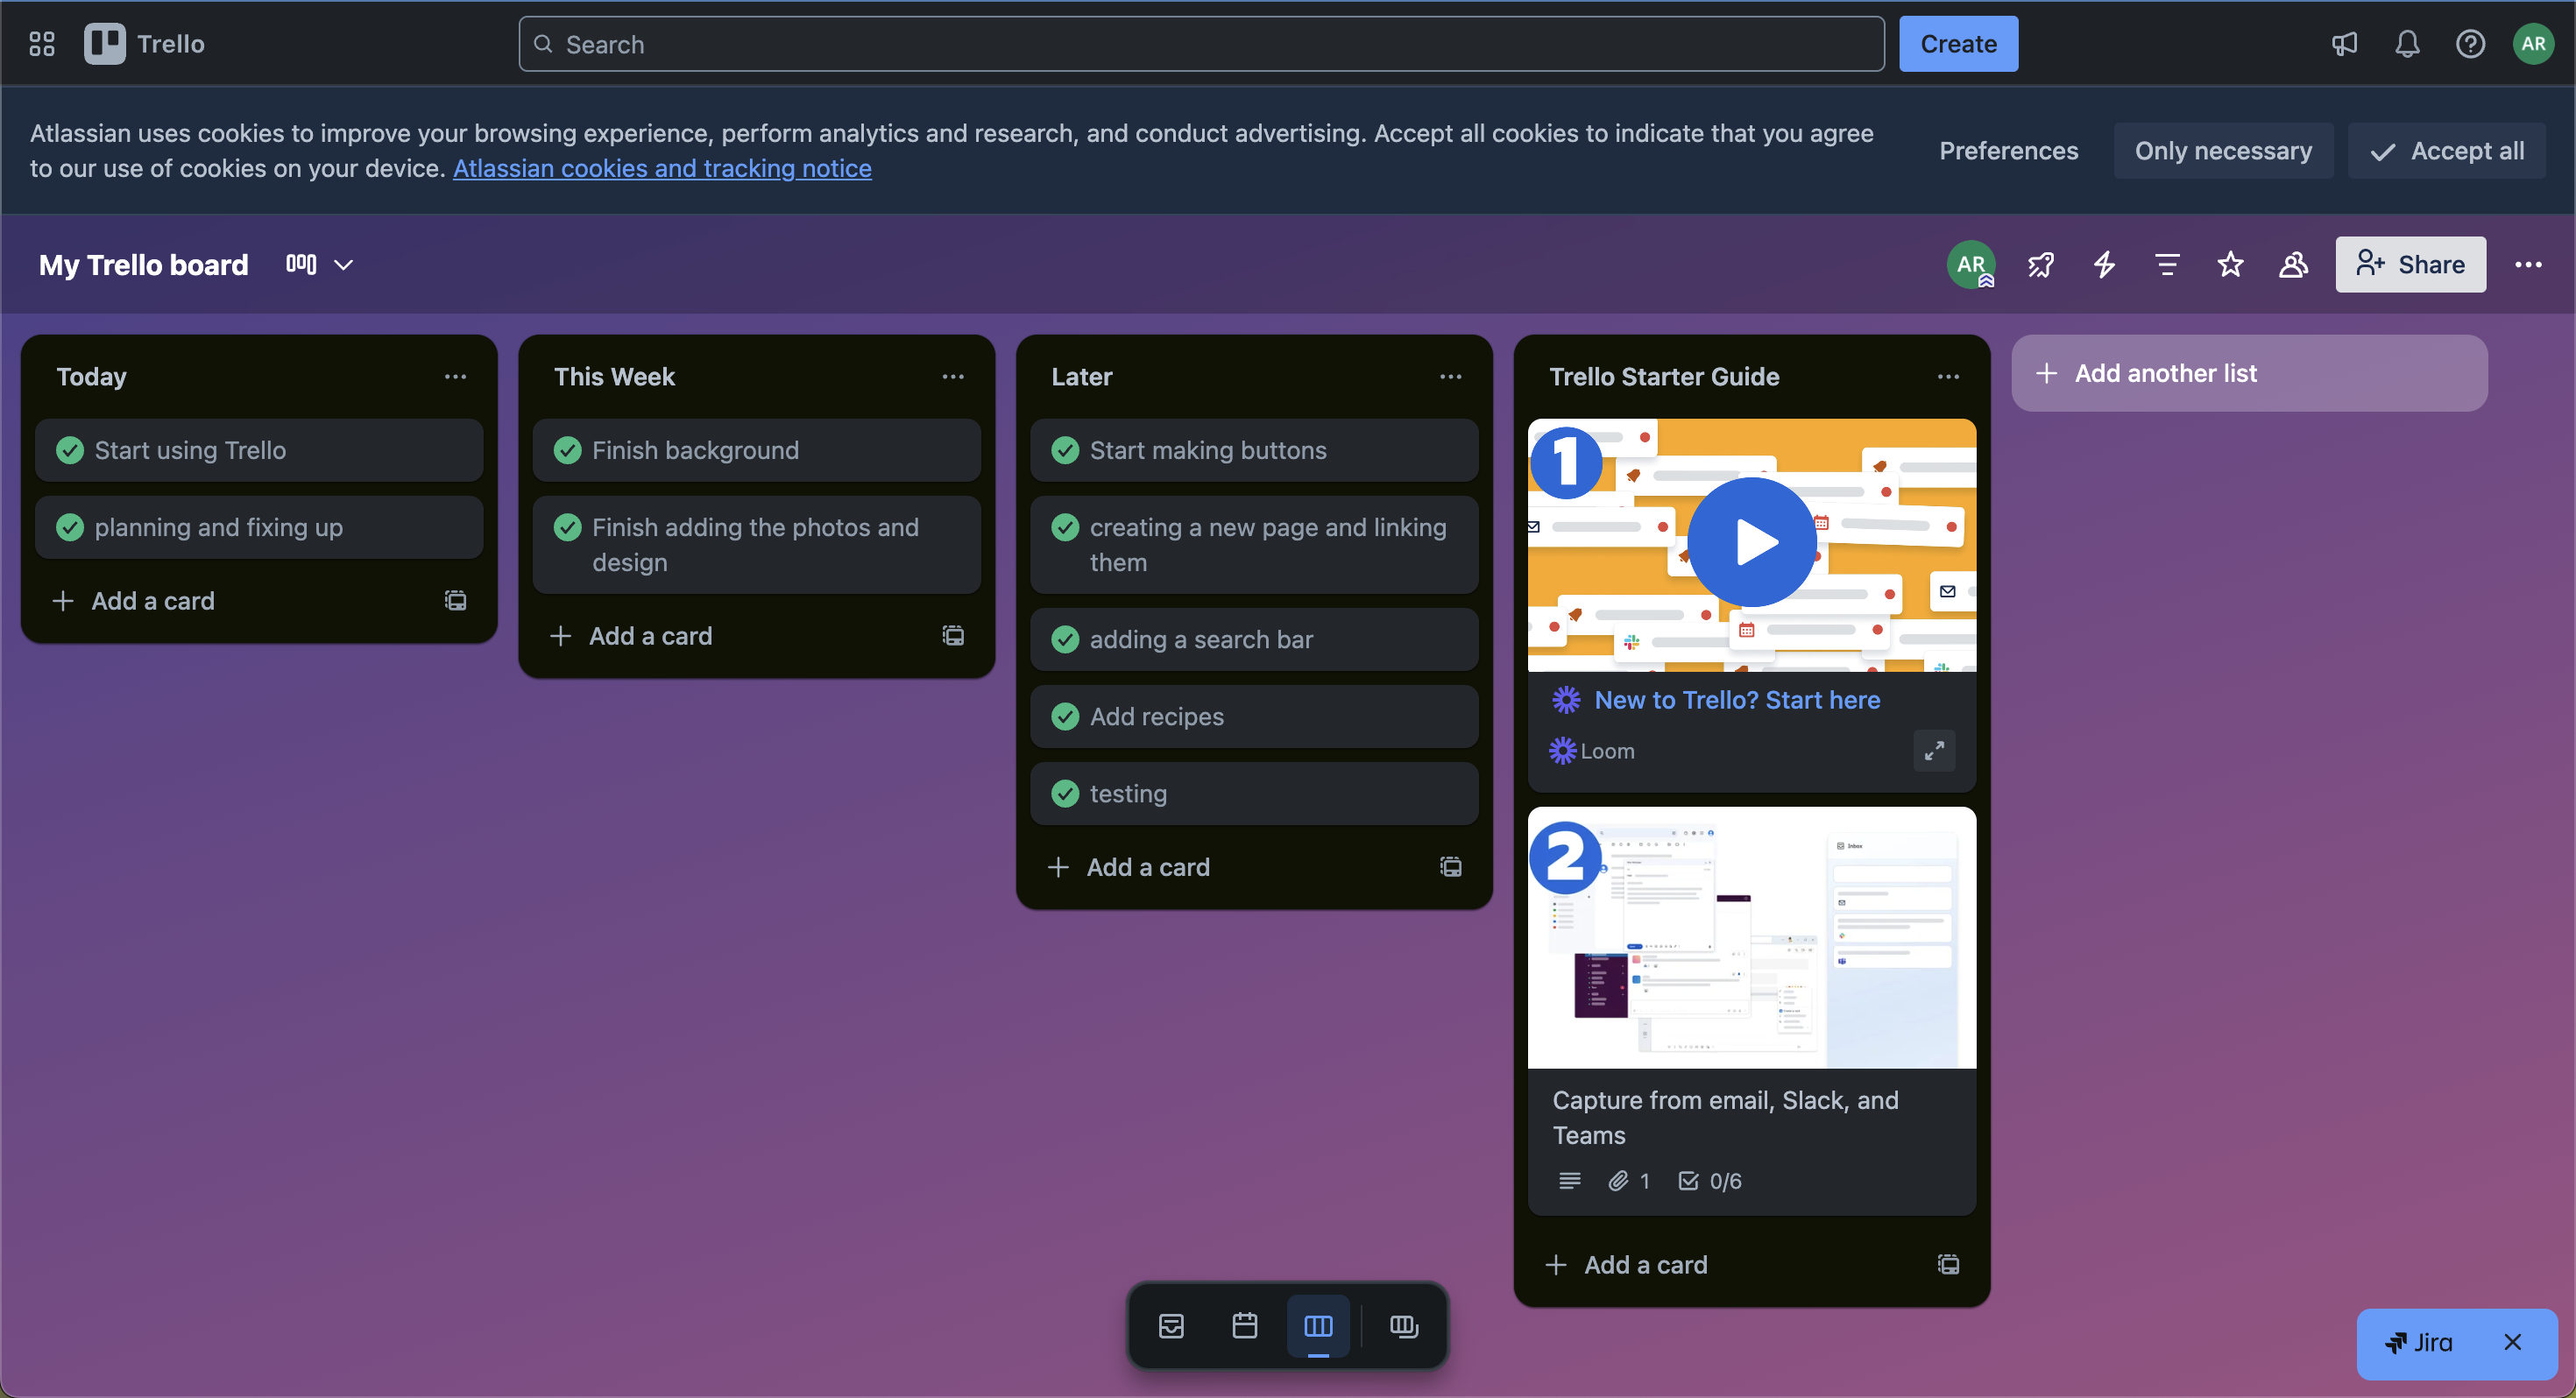 Trello
Search
Create
AR
Atlassian uses cookies to improve your browsing experience, perform analytics and research, and conduct advertising. Accept all cookies to indicate that you agree
to our use of cookies on your device. Atlassian cookies and tracking notice
Preferences
Only necessary
Accept all
My Trello board
AR
Share
Today
Start using Trello
planning and fixing up
Add a card
This Week
Finish background
Finish adding the photos and
design
Add a card
Later
Start making buttons
creating a new page and linking
them
adding a search bar
Add recipes
testing
Add a card
Trello Starter Guide
1
New to Trello? Start here
Loom
2
Inbox
Capture from email, Slack, and
Teams
1
0/6
Add a card
Add another list
Jira